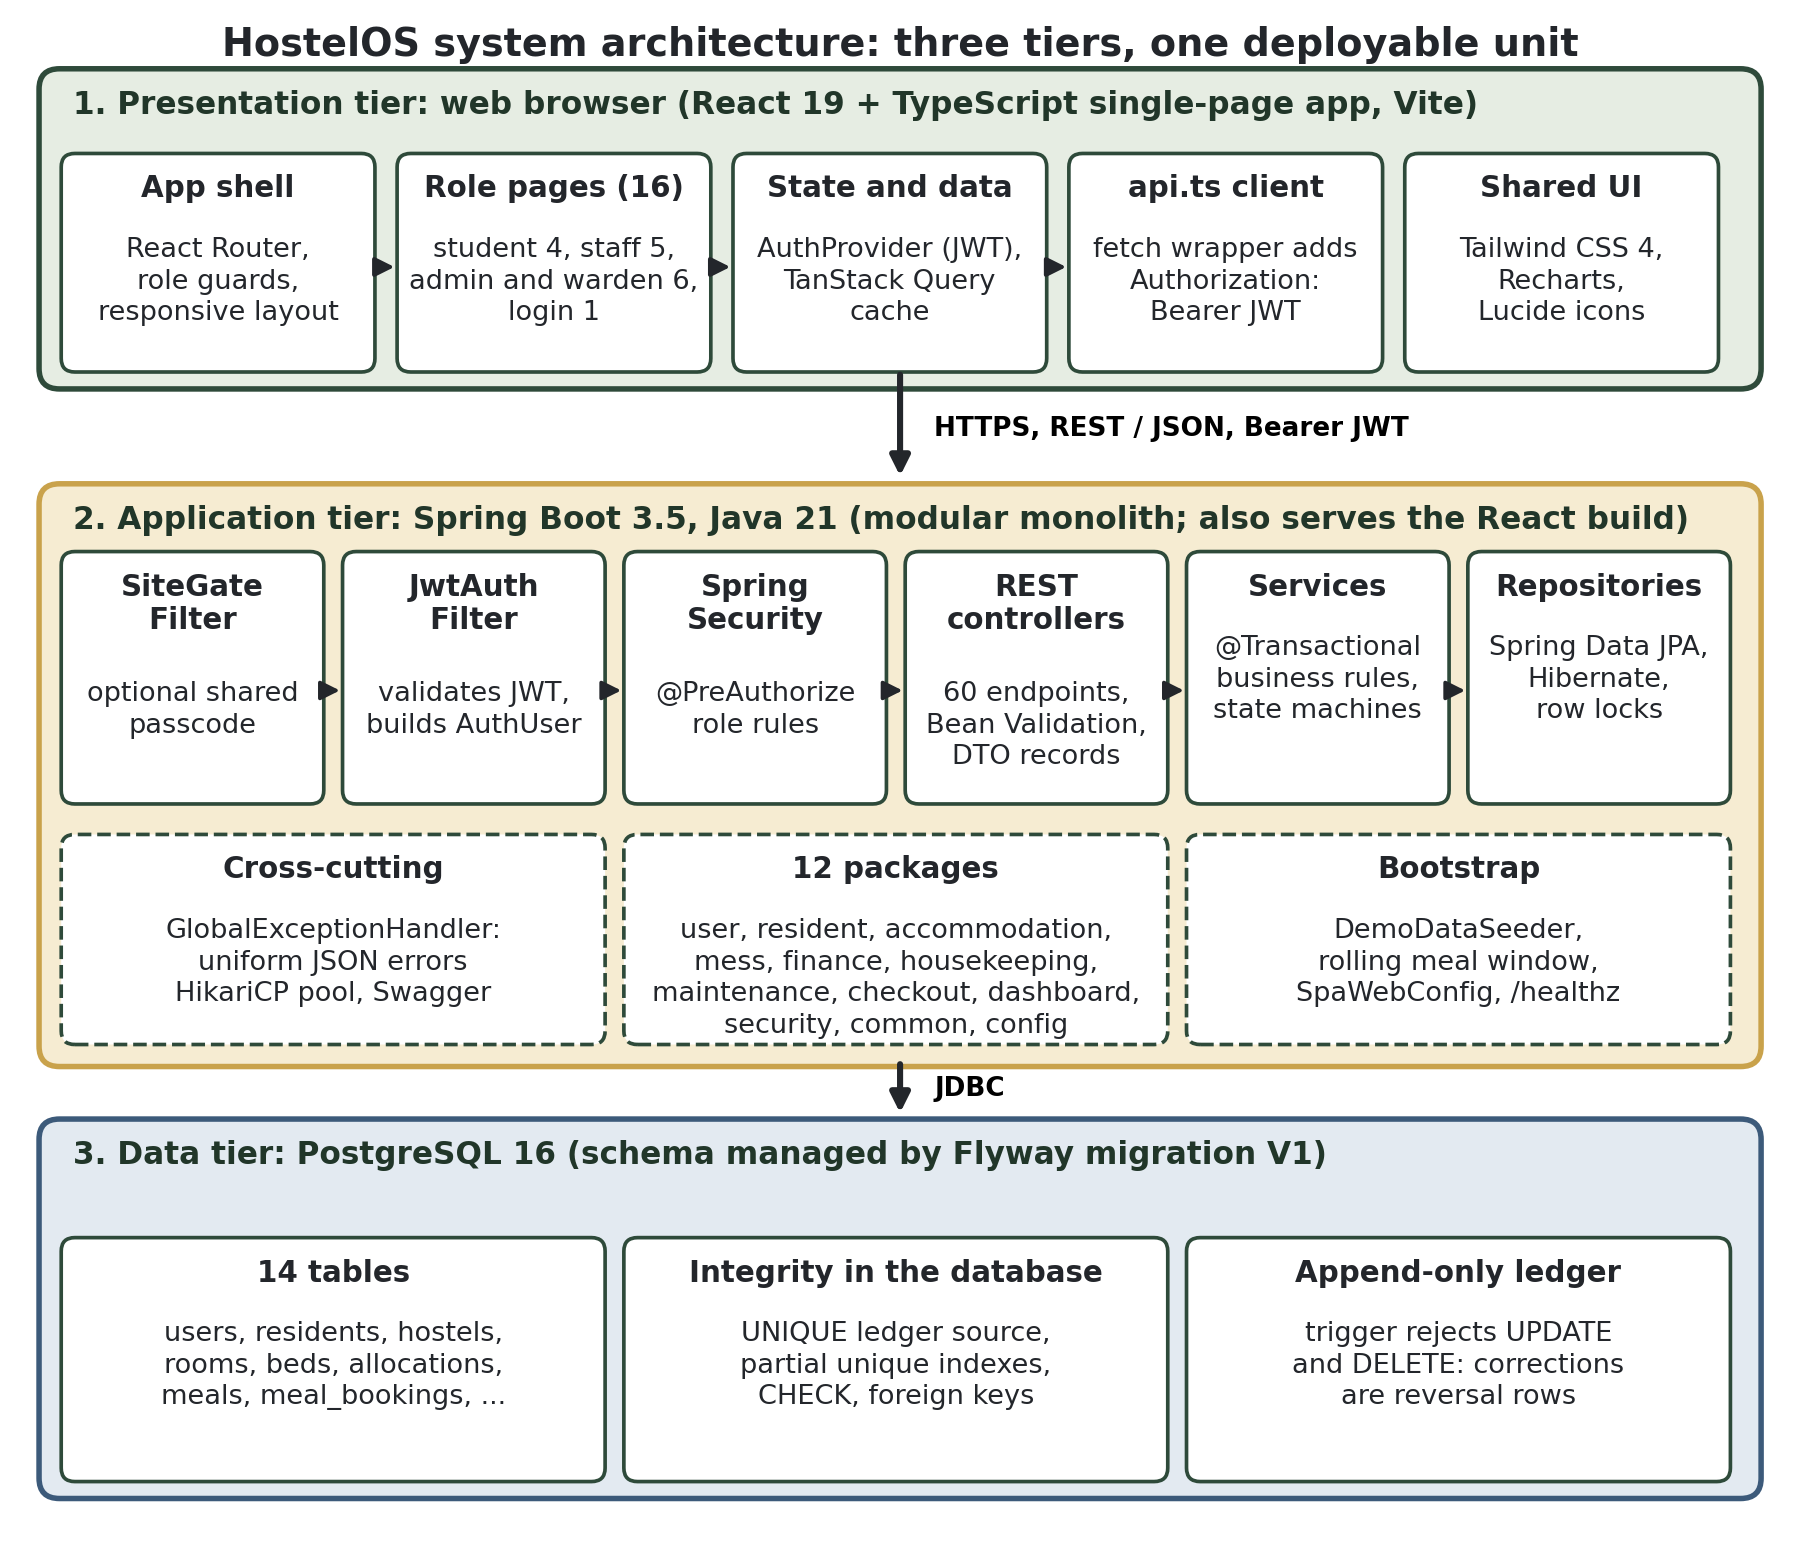 HostelOS system architecture: three tiers, one deployable unit
1. Presentation tier: web browser (React 19 + TypeScript single-page app, Vite)
App shell
React Router,
role guards,
responsive layout
Role pages (16)
student 4, staff 5,
admin and warden 6,
login 1
State and data
AuthProvider (JWT),
TanStack Query
cache
api.ts client
fetch wrapper adds
Authorization:
Bearer JWT
Shared UI
Tailwind CSS 4,
Recharts,
Lucide icons
HTTPS, REST / JSON, Bearer JWT
2. Application tier: Spring Boot 3.5, Java 21 (modular monolith; also serves the React build)
SiteGate
Filter
optional shared
passcode
JwtAuth
Filter
validates JWT,
builds AuthUser
Spring
Security
@PreAuthorize
role rules
REST
controllers
60 endpoints,
Bean Validation,
DTO records
Services
@Transactional
business rules,
state machines
Repositories
Spring Data JPA,
Hibernate,
row locks
Cross-cutting
GlobalExceptionHandler:
uniform JSON errors
HikariCP pool, Swagger
12 packages
user, resident, accommodation,
mess, finance, housekeeping,
maintenance, checkout, dashboard,
security, common, config
Bootstrap
DemoDataSeeder,
rolling meal window,
SpaWebConfig, /healthz
JDBC
3. Data tier: PostgreSQL 16 (schema managed by Flyway migration V1)
14 tables
users, residents, hostels,
rooms, beds, allocations,
meals, meal_bookings, ...
Integrity in the database
UNIQUE ledger source,
partial unique indexes,
CHECK, foreign keys
Append-only ledger
trigger rejects UPDATE
and DELETE: corrections
are reversal rows